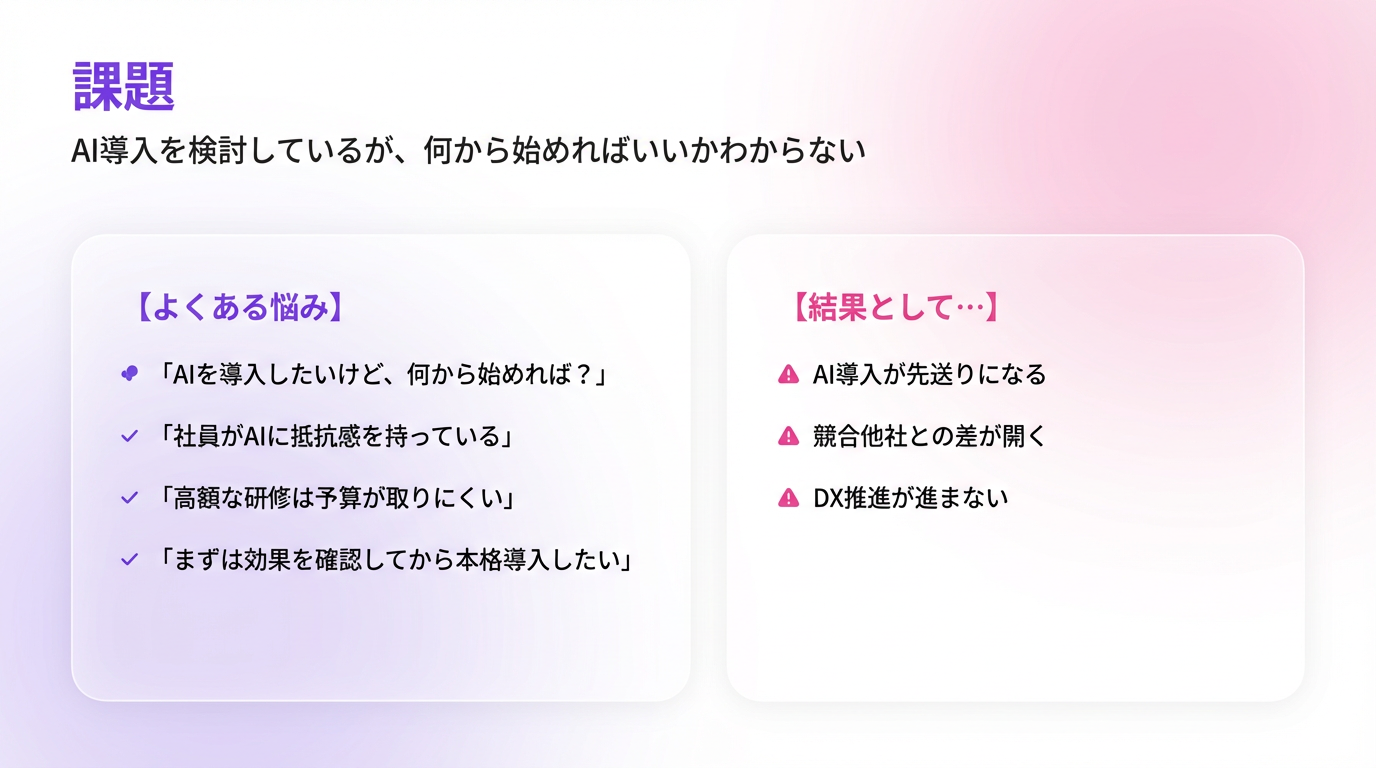 課題
AI導入を検討しているが、何から始めればいいかわからない
【よくある悩み】
「AIを導入したいけど、何から始めれば？」
「社員がAIに抵抗感を持っている」
「高額な研修は予算が取りにくい」
「まずは効果を確認してから本格導入したい」
【結果として…】
AI導入が先送りになる
競合他社との差が開く
DX推進が進まない